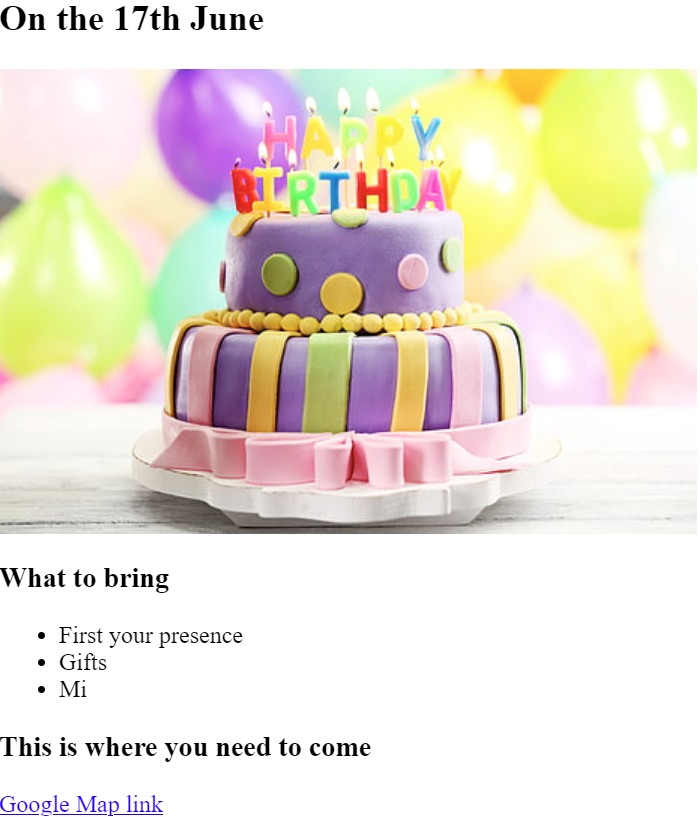 On the 17th June
HAPPY
BIRTHDAY
What to bring
First your presence
Gifts
Mi
This is where you need to come
Google Map link